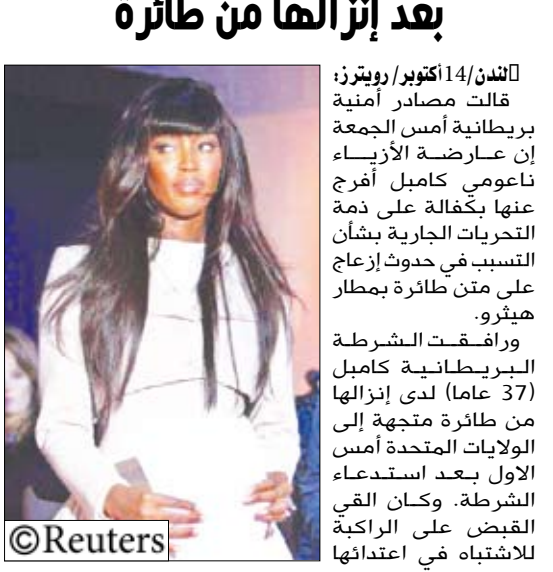 بعد إنزالها من طائرة
لندن/14أكتوبر/رويترز:
قالت مصادر أمنية
بريطانية أمس الجمعة
إن عــارضــة الأزيــاء
ناعومي كامبل أفرج
عنها بكفالة على ذمة
التحريات الجارية بشأن
التسبب في حدوث إزعاج
على متن طائرة بمطار
هيثرو.
ورافــقــت الـشـرطـة
الـبـريـطـانـيـة كامبل
(37 عاما) لدى إنزالها
من طائرة متجهة إلى
الولايات المتحدة أمس
الاول بـعـد اسـتـدعـاء
الشرطة. وكـان القي
القبض على الراكبة
للاشتباه في اعتدائها
©Reuters